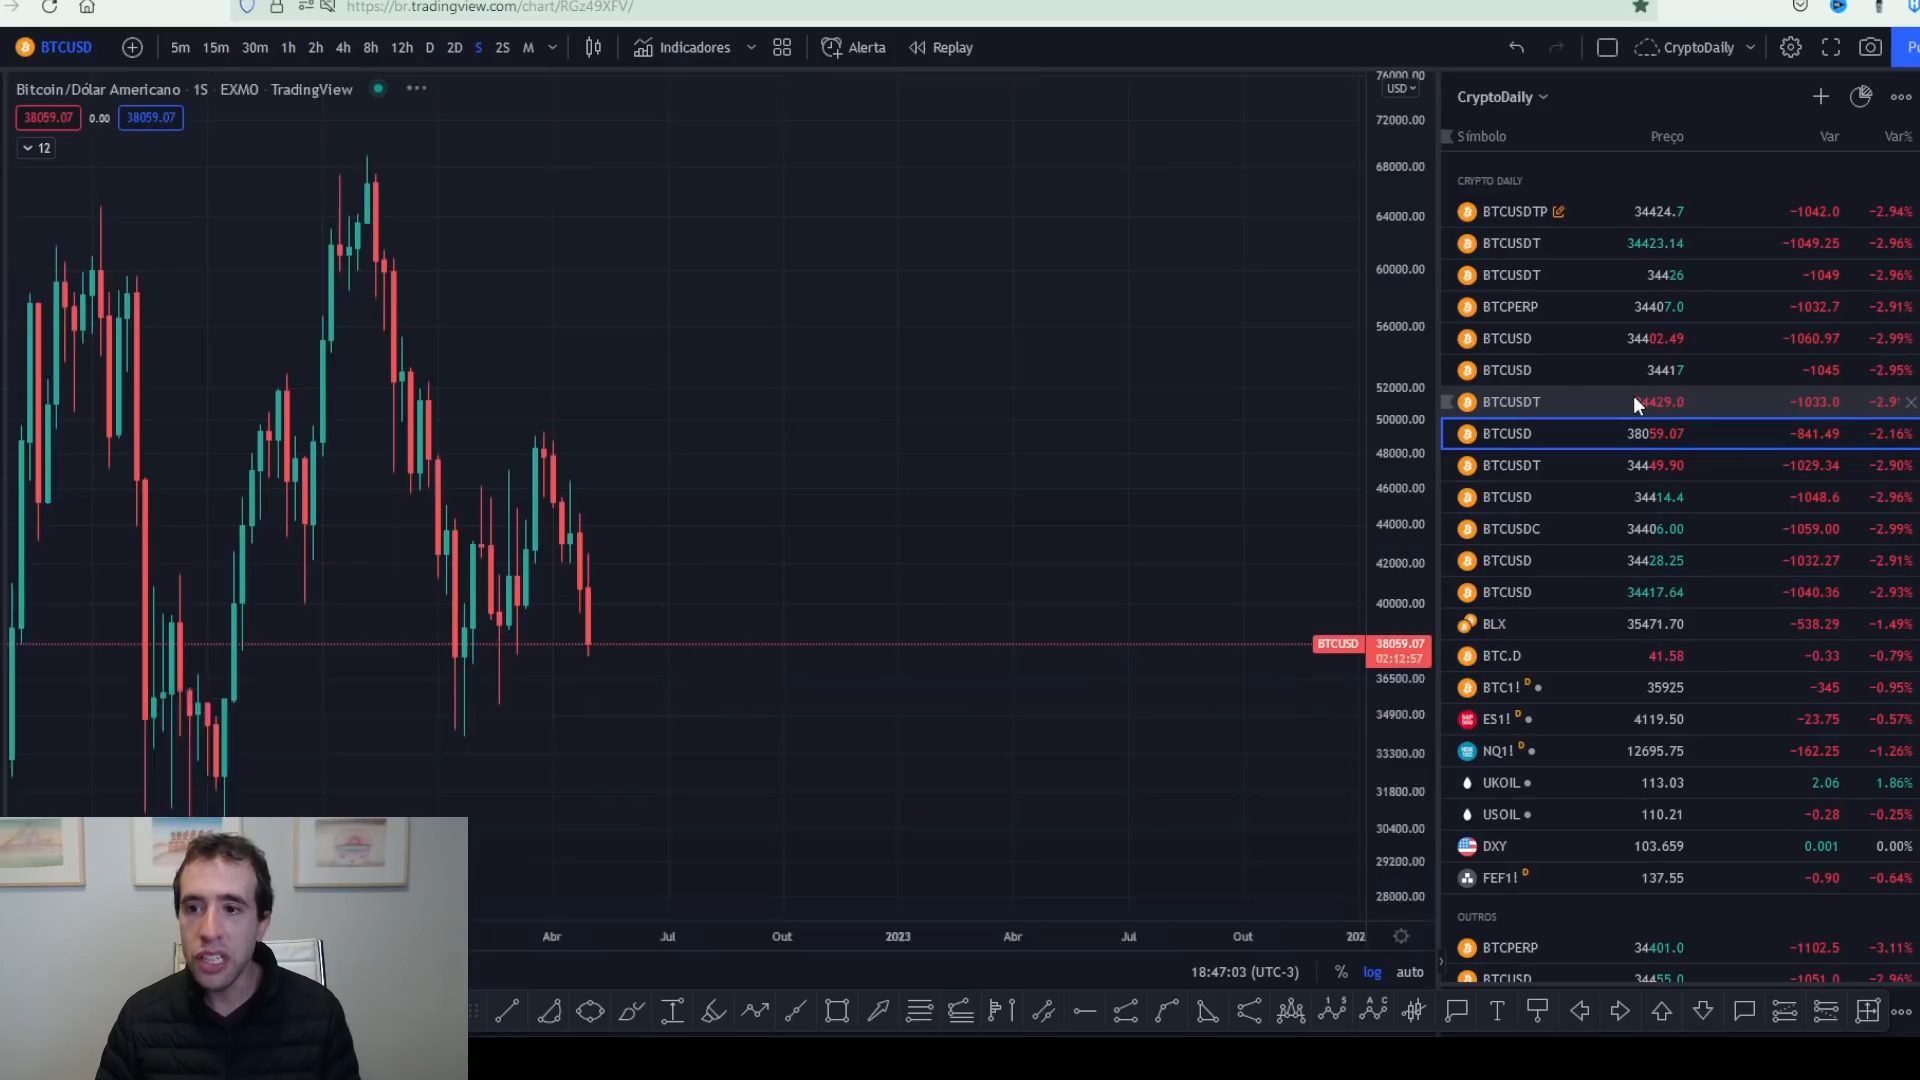 https://br.tradingview.com/chart/RGz49XFV/
BTCUSD 5m 15m 30m 1h 2h 4h 8h 12h D 2D S 2S M Indicadores Alerta Replay CryptoDaily
Bitcoin/Dólar Americano · 1S · EXMO · TradingView
38059.07 0.00 38059.07
12
76000.00
USD
72000.00
68000.00
64000.00
60000.00
56000.00
52000.00
50000.00
48000.00
46000.00
44000.00
42000.00
40000.00
BTCUSD 38059.07
02:12:57
36500.00
34900.00
33300.00
31800.00
30400.00
29200.00
28000.00
Abr Jul Out 2023 Abr Jul Out 202
18:47:03 (UTC-3) % log auto
CryptoDaily
Símbolo Preço Var Var%
CRYPTO DAILY
BTCUSDTP 34424.7 −1042.0 −2.94%
BTCUSDT 34423.14 −1049.25 −2.96%
BTCUSDT 34426 −1049 −2.96%
BTCPERP 34407.0 −1032.7 −2.91%
BTCUSD 34402.49 −1060.97 −2.99%
BTCUSD 34417 −1045 −2.95%
BTCUSDT 4429.0 −1033.0 −2.9
BTCUSD 38059.07 −841.49 −2.16%
BTCUSDT 34449.90 −1029.34 −2.90%
BTCUSD 34414.4 −1048.6 −2.96%
BTCUSDC 34406.00 −1059.00 −2.99%
BTCUSD 34428.25 −1032.27 −2.91%
BTCUSD 34417.64 −1040.36 −2.93%
BLX 35471.70 −538.29 −1.49%
BTC.D 41.58 −0.33 −0.79%
BTC1! D 35925 −345 −0.95%
ES1! D 4119.50 −23.75 −0.57%
NQ1! D 12695.75 −162.25 −1.26%
UKOIL 113.03 2.06 1.86%
USOIL 110.21 −0.28 −0.25%
DXY 103.659 0.001 0.00%
FEF1! D 137.55 −0.90 −0.64%
OUTROS
BTCPERP 34401.0 −1102.5 −3.11%
BTCUSD 34455.0 −1051.0 −2.96%